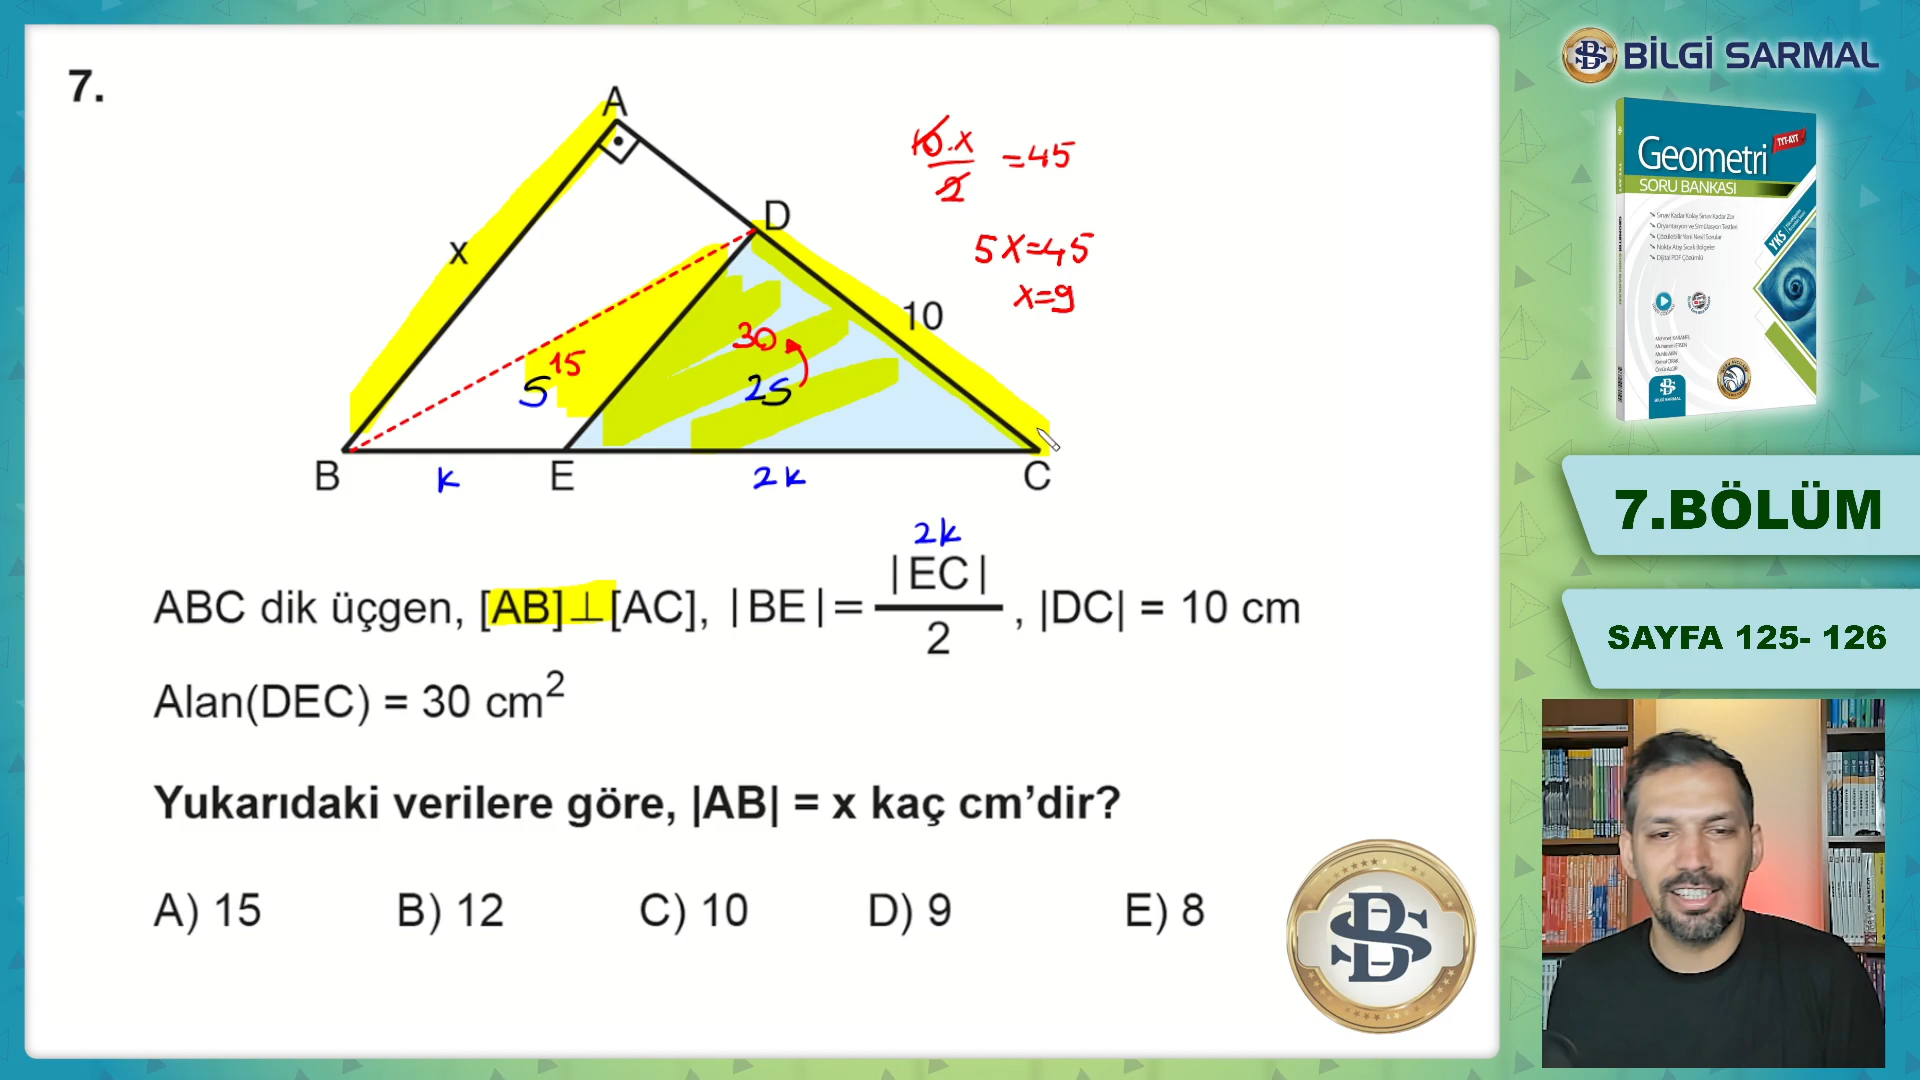 7.
A
x
D
10
15
S
30
2S
B
E
C
k
2k
10.x
2
=45
5x=45
x=9
2k
ABC dik üçgen, [AB]⊥[AC], |BE| = |EC| / 2 , |DC| = 10 cm
Alan(DEC) = 30 cm²
Yukarıdaki verilere göre, |AB| = x kaç cm'dir?
A) 15 B) 12 C) 10 D) 9 E) 8
BİLGİ SARMAL
Geometri
TYT-AYT
SORU BANKASI
YKS
7.BÖLÜM
SAYFA 125- 126